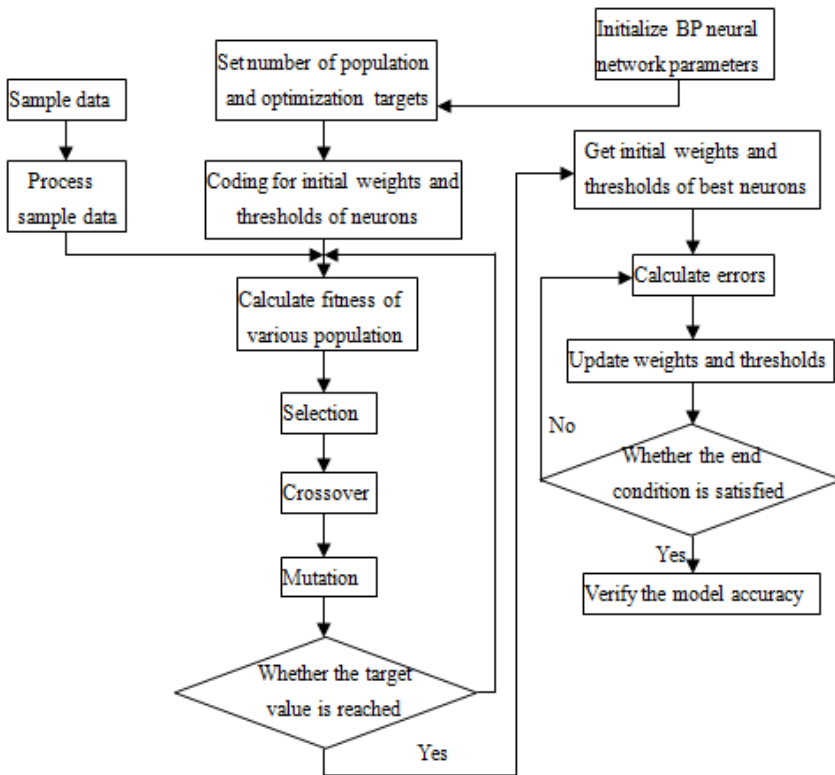 Initialize BP neural
network parameters
Set number of population
and optimization targets
Sample data
Process
sample data
Coding for initial weights and
thresholds of neurons
Calculate fitness of
various population
Selection
Crossover
Mutation
Whether the target
value is reached
Yes
Get initial weights and
thresholds of best neurons
Calculate errors
Update weights and thresholds
No
Whether the end
condition is satisfied
Yes
Verify the model accuracy